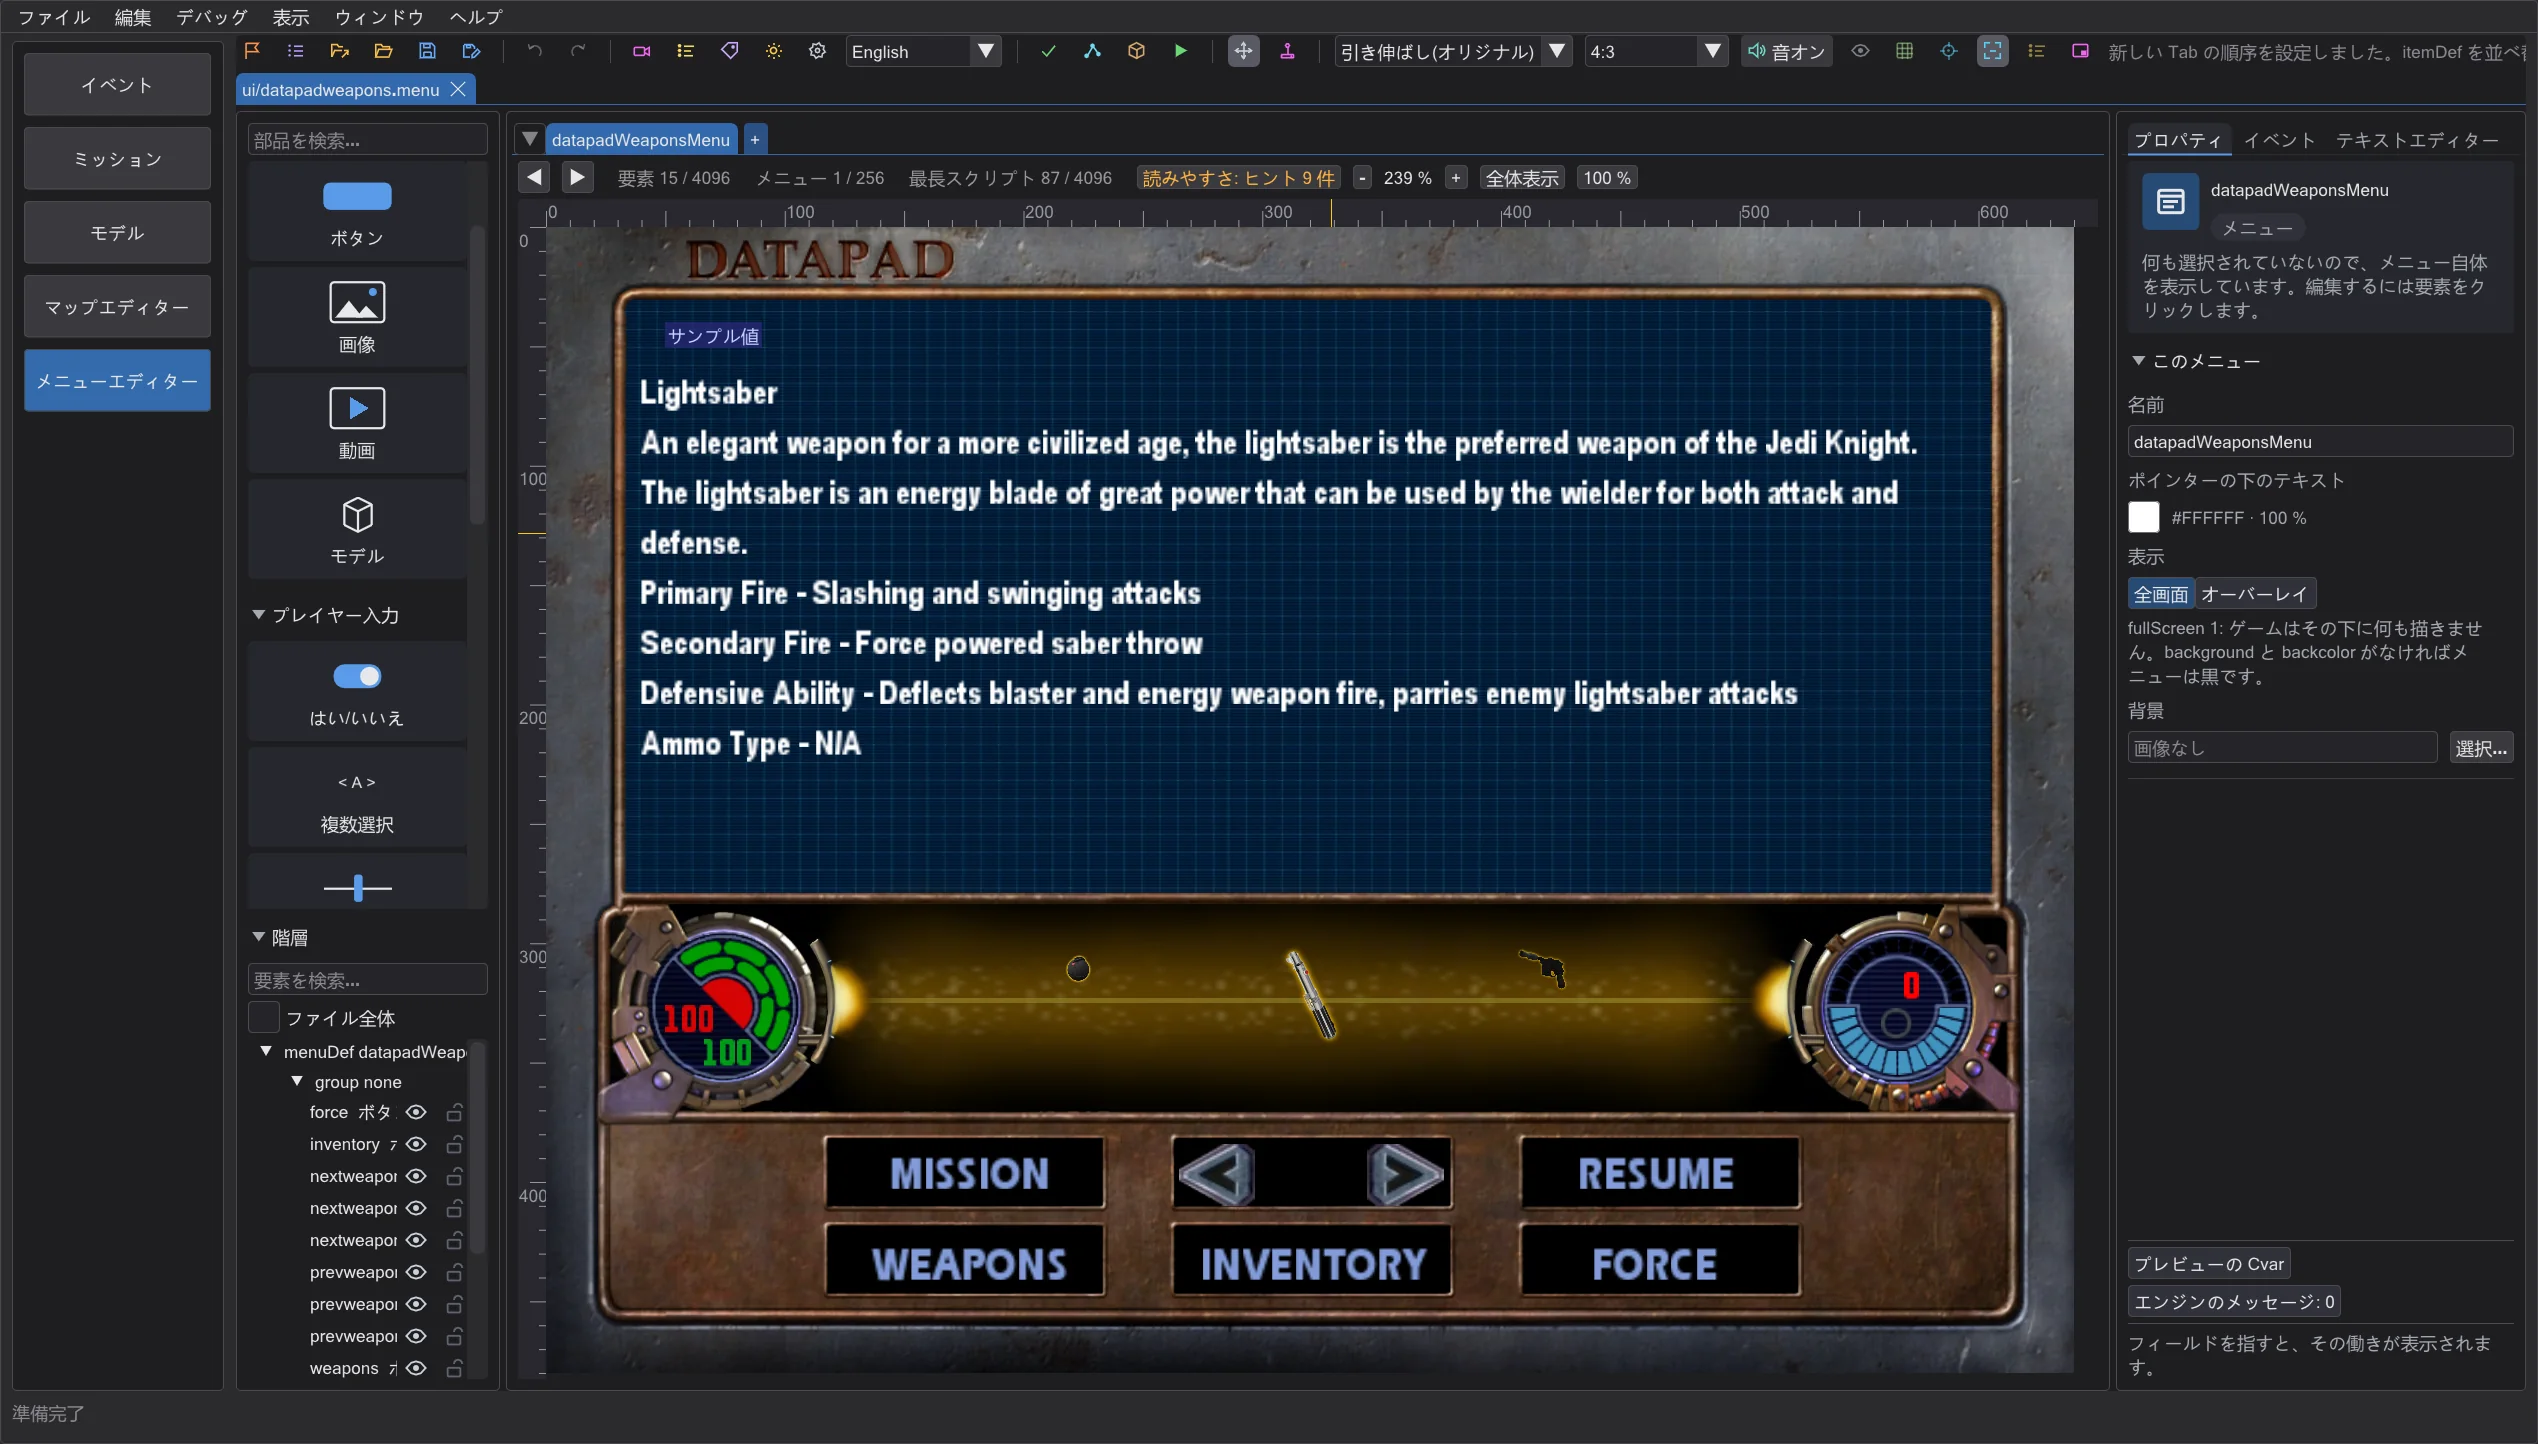 ファイル 編集 デバッグ 表示 ウィンドウ ヘルプ
イベント
ミッション
モデル
マップエディター
メニューエディター
English
引き伸ばし(オリジナル)
4:3
音オン
新しい Tab の順序を設定しました。itemDef を並べ
ui/datapadweapons.menu
部品を検索...
ボタン
画像
動画
モデル
プレイヤー入力
はい/いいえ
< A >
複数選択
階層
要素を検索...
ファイル全体
menuDef datapadWeap
group none
force ボタ
inventory
nextweapor
nextweapor
nextweapor
prevweapor
prevweapor
prevweapor
weapons
datapadWeaponsMenu
+
要素 15 / 4096
メニュー 1 / 256
最長スクリプト 87 / 4096
読みやすさ: ヒント 9 件
-
239 %
+
全体表示
100 %
0 100 200 300 400 500 600
0
100
200
300
400
DATAPAD
サンプル値
Lightsaber
An elegant weapon for a more civilized age, the lightsaber is the preferred weapon of the Jedi Knight.
The lightsaber is an energy blade of great power that can be used by the wielder for both attack and
defense.
Primary Fire - Slashing and swinging attacks
Secondary Fire - Force powered saber throw
Defensive Ability - Deflects blaster and energy weapon fire, parries enemy lightsaber attacks
Ammo Type - N/A
100
100
0
MISSION
RESUME
WEAPONS
INVENTORY
FORCE
プロパティ イベント テキストエディター
datapadWeaponsMenu
メニュー
何も選択されていないので、メニュー自体
を表示しています。編集するには要素をク
リックします。
このメニュー
名前
datapadWeaponsMenu
ポインターの下のテキスト
#FFFFFF · 100 %
表示
全画面 オーバーレイ
fullScreen 1: ゲームはその下に何も描きませ
ん。background と backcolor がなければメ
ニューは黒です。
背景
画像なし
選択...
プレビューの Cvar
エンジンのメッセージ: 0
フィールドを指すと、その働きが表示されま
す。
準備完了